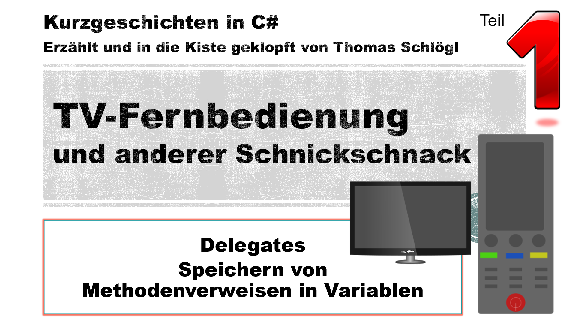 Kurzgeschichten in C#
Teil 1
Erzählt und in die Kiste geklopft von Thomas Schlögl
TV-Fernbedienung
und anderer Schnickschnack
Delegates
Speichern von
Methodenverweisen in Variablen